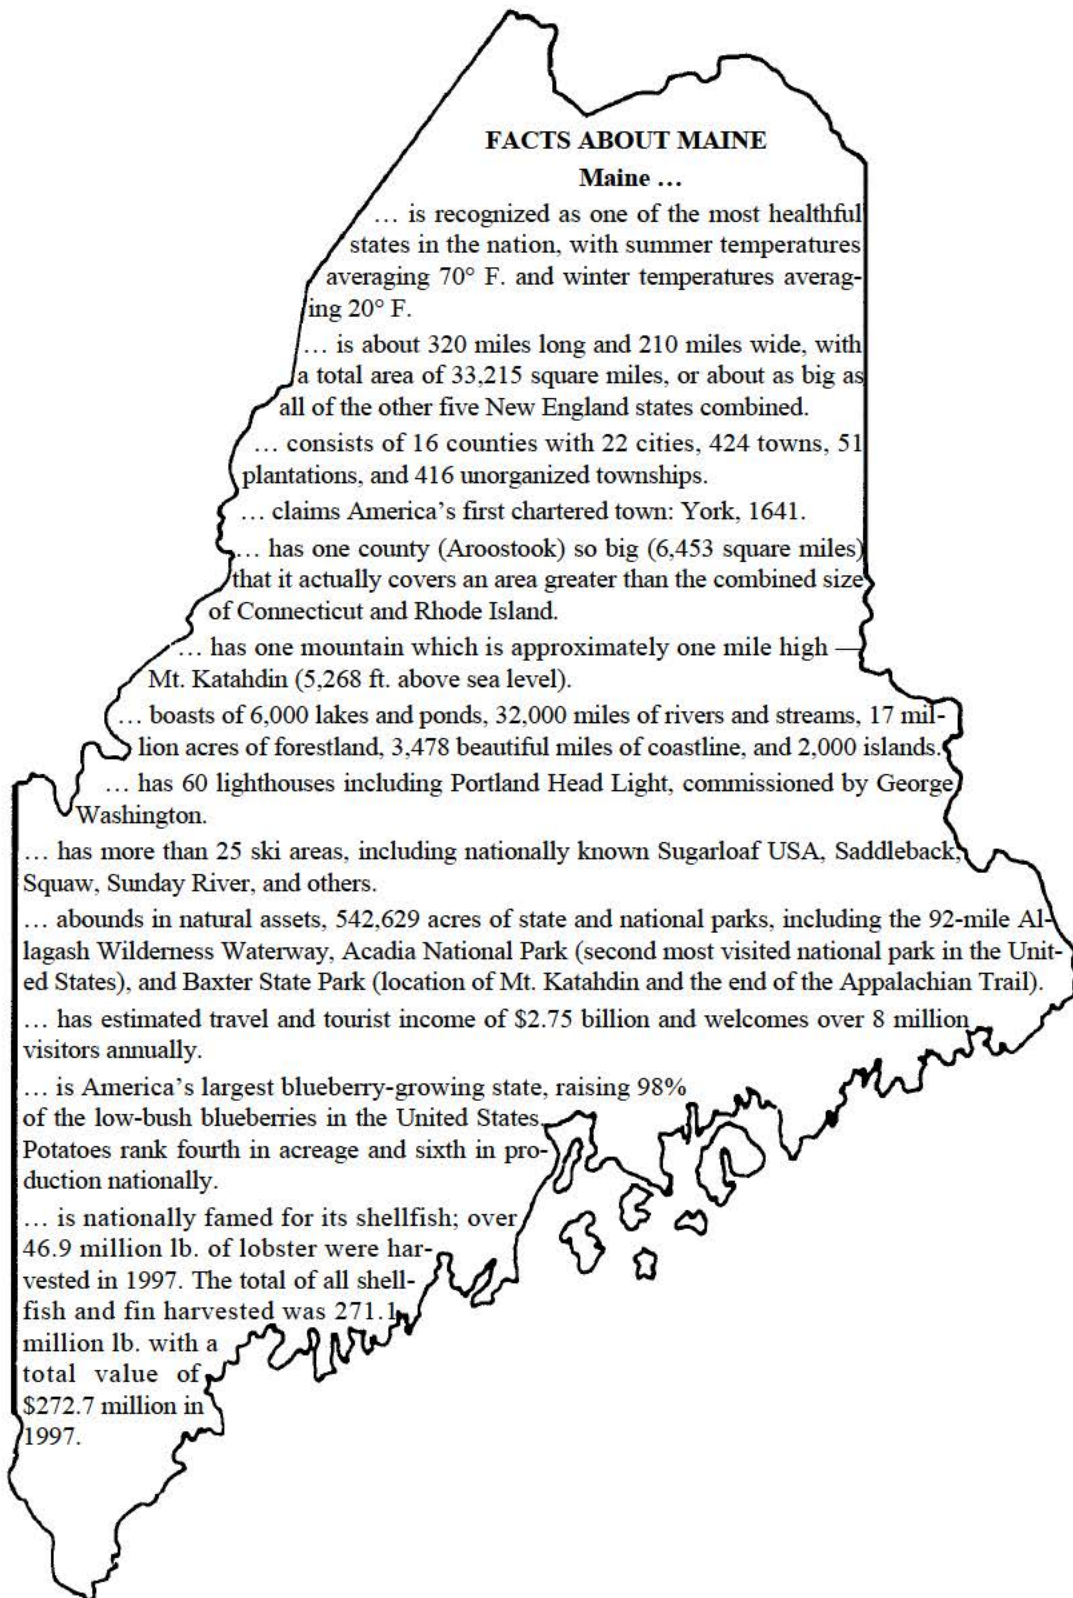 FACTS ABOUT MAINE
Maine …
… is recognized as one of the most healthful
states in the nation, with summer temperatures
averaging 70° F. and winter temperatures averag-
ing 20° F.
… is about 320 miles long and 210 miles wide, with
a total area of 33,215 square miles, or about as big as
all of the other five New England states combined.
… consists of 16 counties with 22 cities, 424 towns, 51
plantations, and 416 unorganized townships.
… claims America’s first chartered town: York, 1641.
… has one county (Aroostook) so big (6,453 square miles)
that it actually covers an area greater than the combined size
of Connecticut and Rhode Island.
… has one mountain which is approximately one mile high —
Mt. Katahdin (5,268 ft. above sea level).
… boasts of 6,000 lakes and ponds, 32,000 miles of rivers and streams, 17 mil-
lion acres of forestland, 3,478 beautiful miles of coastline, and 2,000 islands.
… has 60 lighthouses including Portland Head Light, commissioned by George
Washington.
… has more than 25 ski areas, including nationally known Sugarloaf USA, Saddleback,
Squaw, Sunday River, and others.
… abounds in natural assets, 542,629 acres of state and national parks, including the 92-mile Al-
lagash Wilderness Waterway, Acadia National Park (second most visited national park in the Unit-
ed States), and Baxter State Park (location of Mt. Katahdin and the end of the Appalachian Trail).
… has estimated travel and tourist income of $2.75 billion and welcomes over 8 million
visitors annually.
… is America’s largest blueberry-growing state, raising 98%
of the low-bush blueberries in the United States.
Potatoes rank fourth in acreage and sixth in pro-
duction nationally.
… is nationally famed for its shellfish; over
46.9 million lb. of lobster were har-
vested in 1997. The total of all shell-
fish and fin harvested was 271.1
million lb. with a
total value of
$272.7 million in
1997.